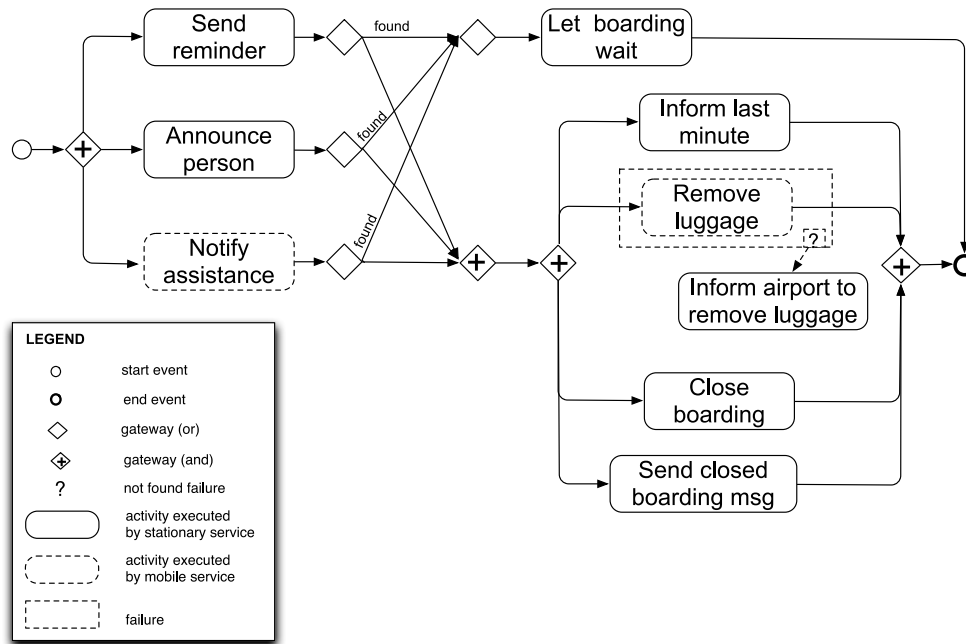 Send
reminder
found
Let boarding
wait
Announce
person
found
Inform last
minute
Remove
luggage
Notify
assistance
found
?
Inform airport to
remove luggage
Close
boarding
Send closed
boarding msg
LEGEND
start event
end event
gateway (or)
gateway (and)
? not found failure
activity executed
by stationary service
activity executed
by mobile service
failure